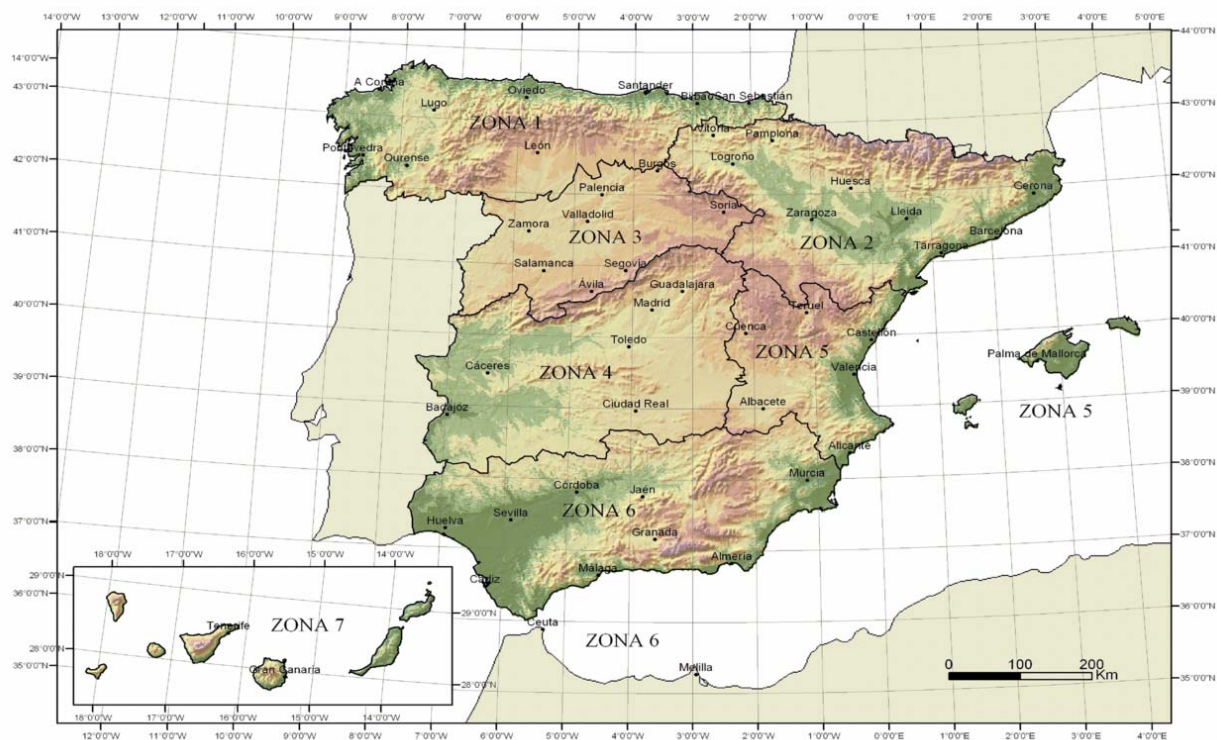 14°0'0"W 13°0'0"W 12°0'0"W 11°0'0"W 10°0'0"W 9°0'0"W 8°0'0"W 7°0'0"W 6°0'0"W 5°0'0"W 4°0'0"W 3°0'0"W 2°0'0"W 1°0'0"W 0°0'0"E 1°0'0"E 2°0'0"E 3°0'0"E 4°0'0"E 5°0'E
44°0'0"N
14°0'0"W
43°0'0"N
A Coruña
Lugo
Oviedo
Santander
Bilbao
San Sebastián
43°0'0"N
ZONA 1
León
Vitoria
Pamplona
42°0'0"N
Pontevedra
Ourense
Burgos
Logroño
Huesca
Gerona
42°0'0"N
Palencia
Soria
Zaragoza
Lleida
Barcelona
Zamora
Valladolid
ZONA 3
ZONA 2
Tarragona
41°0'0"N
41°0'0"N
Salamanca
Segovia
Ávila
Guadalajara
Madrid
Teruel
40°0'0"N
40°0'0"N
Cuenca
Castellón
Toledo
ZONA 5
Palma de Mallorca
Cáceres
ZONA 4
Valencia
39°0'0"N
39°0'0"N
Badajoz
Ciudad Real
Albacete
ZONA 5
38°0'0"N
Alicante
38°0'0"N
Córdoba
Jaén
Murcia
37°0'0"N
Huelva
Sevilla
ZONA 6
Granada
37°0'0"N
Cádiz
Málaga
Almería
18°0'0"W 17°0'0"W 16°0'0"W 15°0'0"W 14°0'0"W
29°0'0"N
36°0'0"N
29°0'0"N
36°0'0"N
Ceuta
Tenerife
ZONA 7
ZONA 6
28°0'0"N
35°0'0"N
Gran Canaria
Melilla
28°0'0"N
0 100 200
Km
35°0'0"N
18°0'0"W 17°0'0"W 16°0'0"W 15°0'0"W 14°0'0"W
12°0'0"W 11°0'0"W 10°0'0"W 9°0'0"W 8°0'0"W 7°0'0"W 6°0'0"W 5°0'0"W 4°0'0"W 3°0'0"W 2°0'0"W 1°0'0"W 0°0'0"E 1°0'0"E 2°0'0"E 3°0'0"E